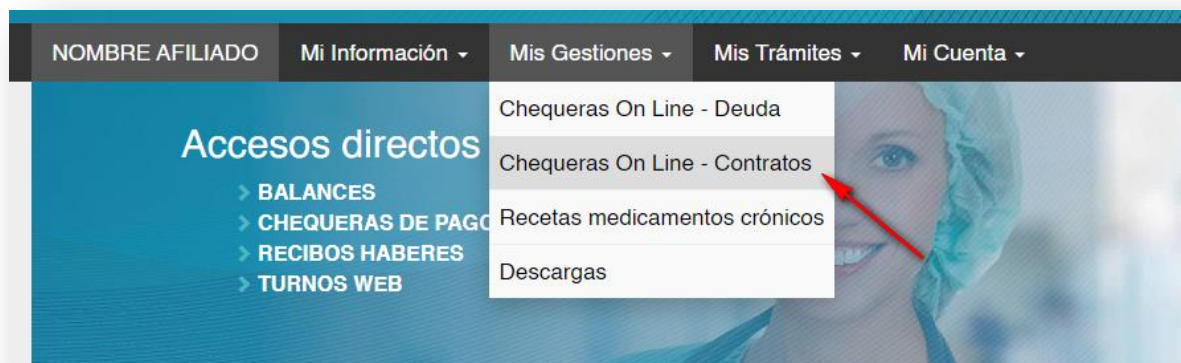 NOMBRE AFILIADO Mi Información Mis Gestiones Mis Trámites Mi Cuenta
Accesos directos
> BALANCES
> CHEQUERAS DE PAGO
> RECIBOS HABERES
> TURNOS WEB
Chequeras On Line - Deuda
Chequeras On Line - Contratos
Recetas medicamentos crónicos
Descargas